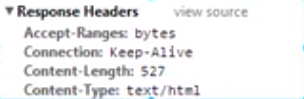 ▼ Response Headers view source
Accept-Ranges: bytes
Connection: Keep-Alive
Content-Length: 527
Content-Type: text/html